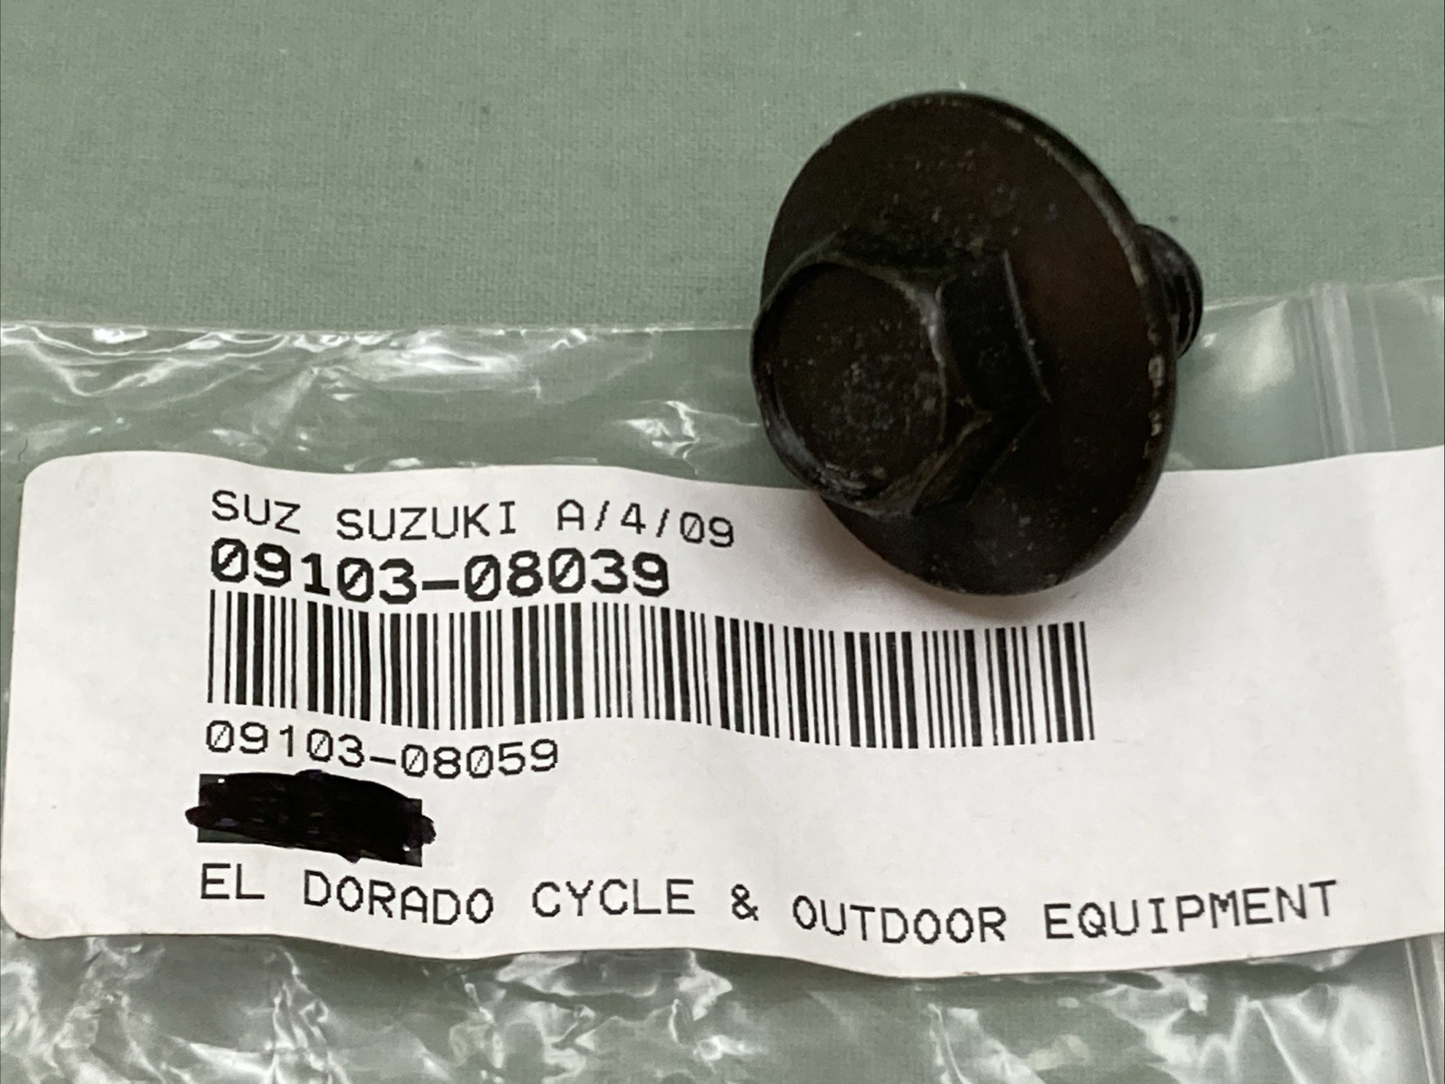 SUZ SUZUKI A/4/09
09103-08039
09103-08059
EL DORADO CYCLE & OUTDOOR EQUIPMENT